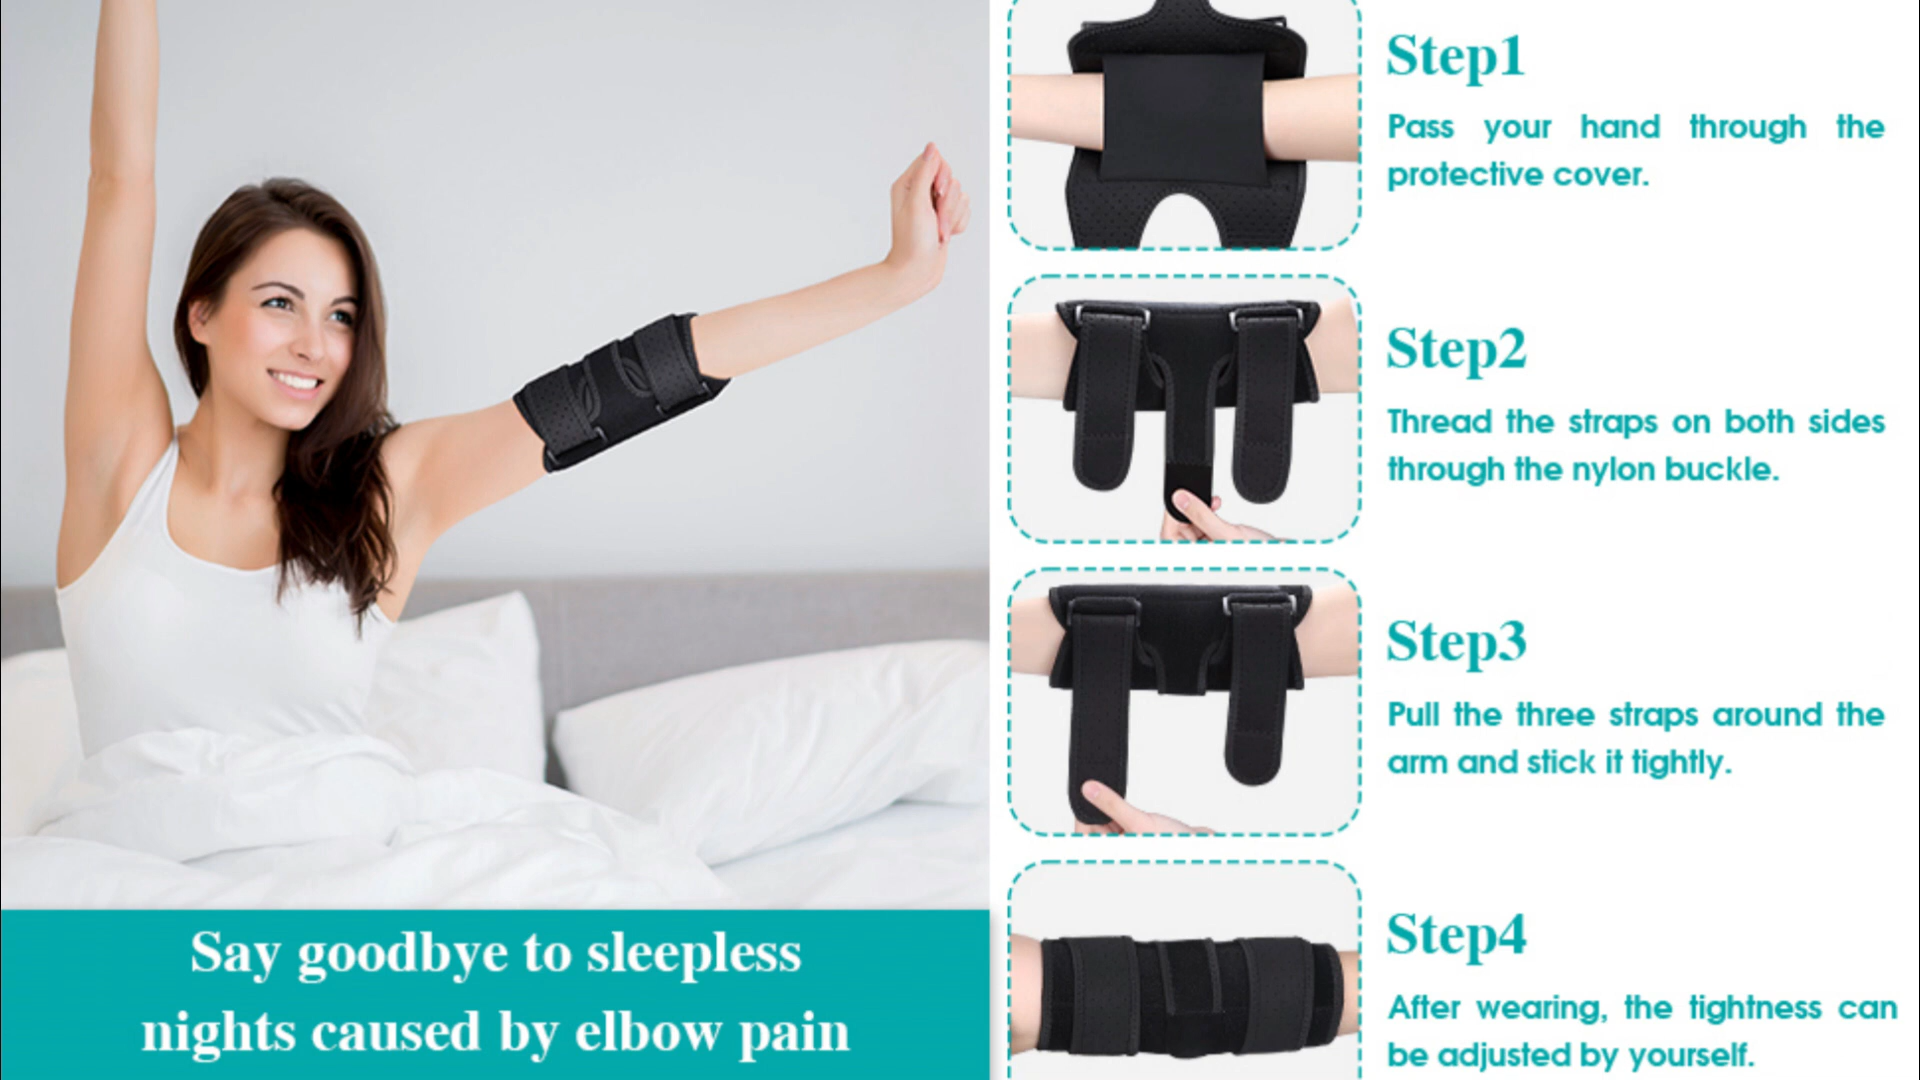 Say goodbye to sleepless
nights caused by elbow pain
Step1
Pass your hand through the
protective cover.
Step2
Thread the straps on both sides
through the nylon buckle.
Step3
Pull the three straps around the
arm and stick it tightly.
Step4
After wearing, the tightness can
be adjusted by yourself.